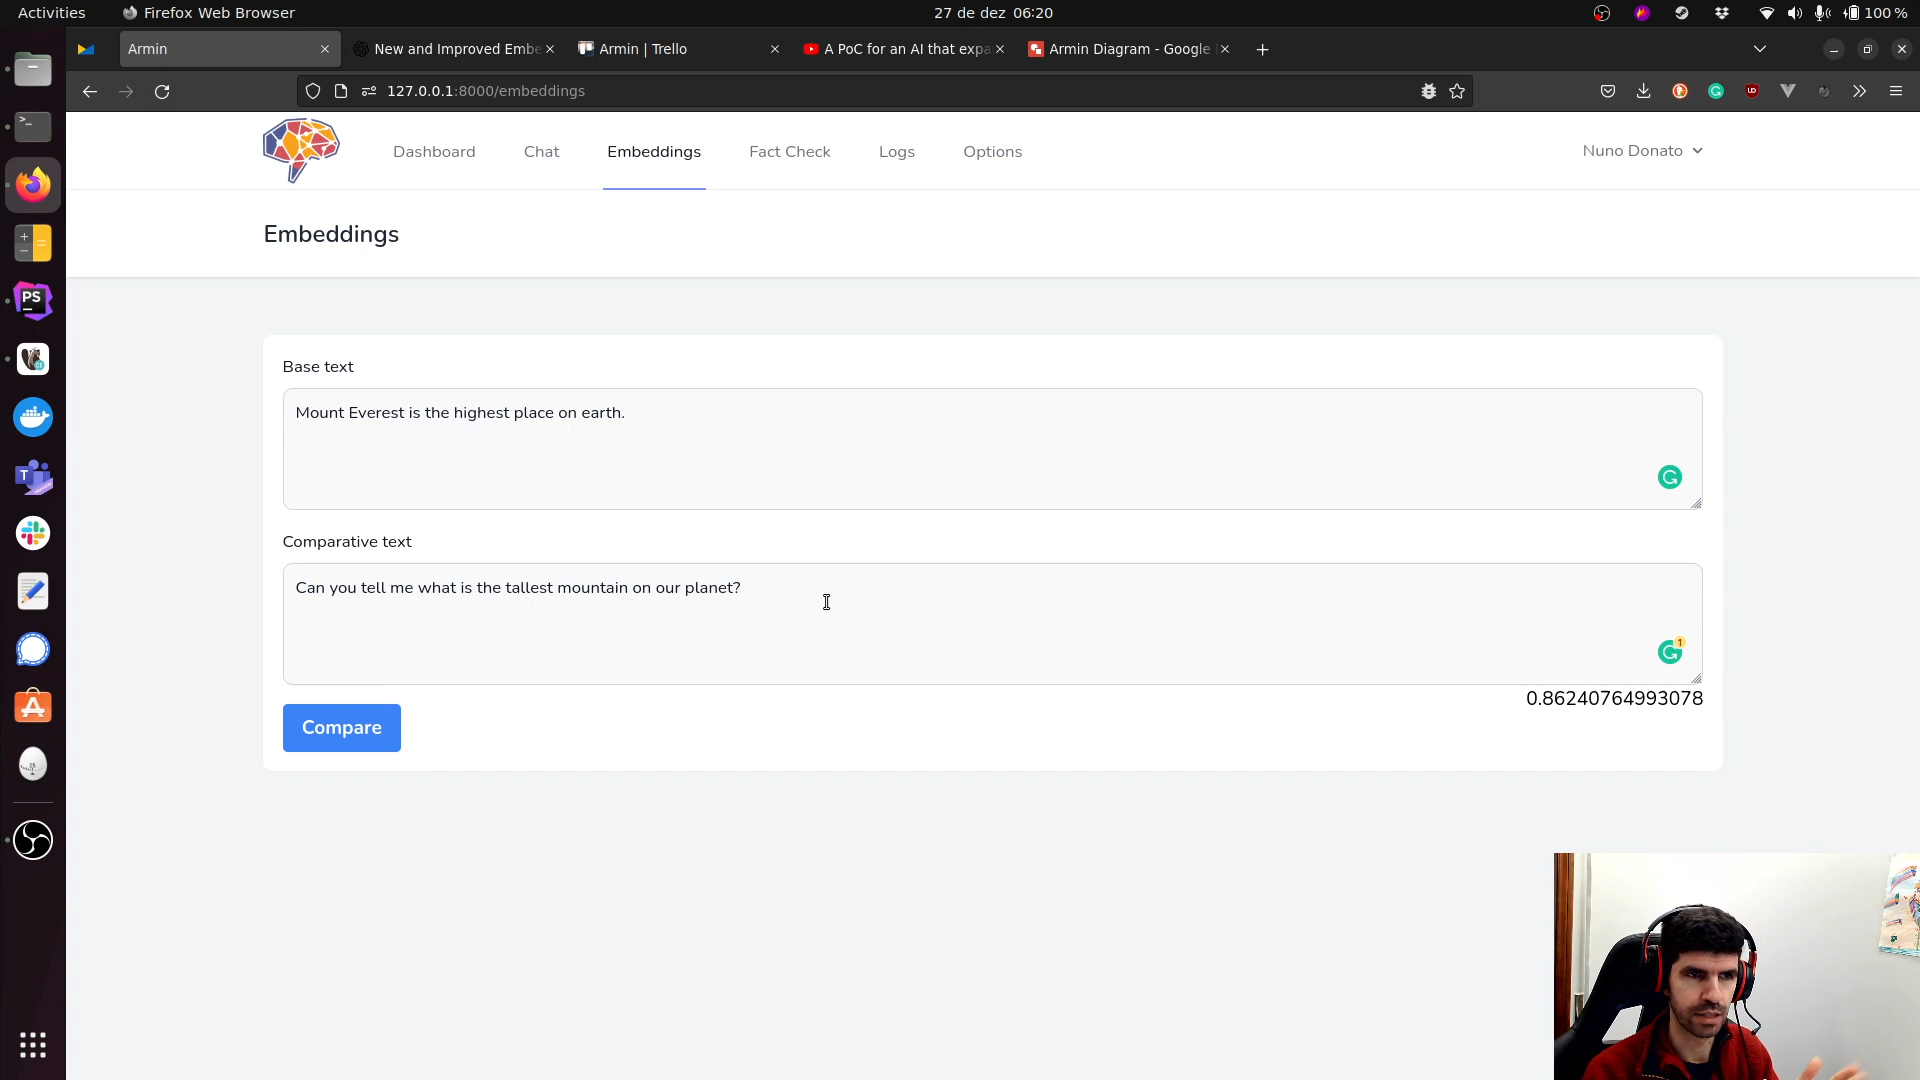 Activities
Firefox Web Browser
27 de dez 06:20
100 %
Armin
New and Improved Embe
Armin | Trello
A PoC for an AI that expa
Armin Diagram - Google
127.0.0.1:8000/embeddings
Dashboard
Chat
Embeddings
Fact Check
Logs
Options
Nuno Donato
Embeddings
Base text
Mount Everest is the highest place on earth.
Comparative text
Can you tell me what is the tallest mountain on our planet?
1
0.86240764993078
Compare
PS